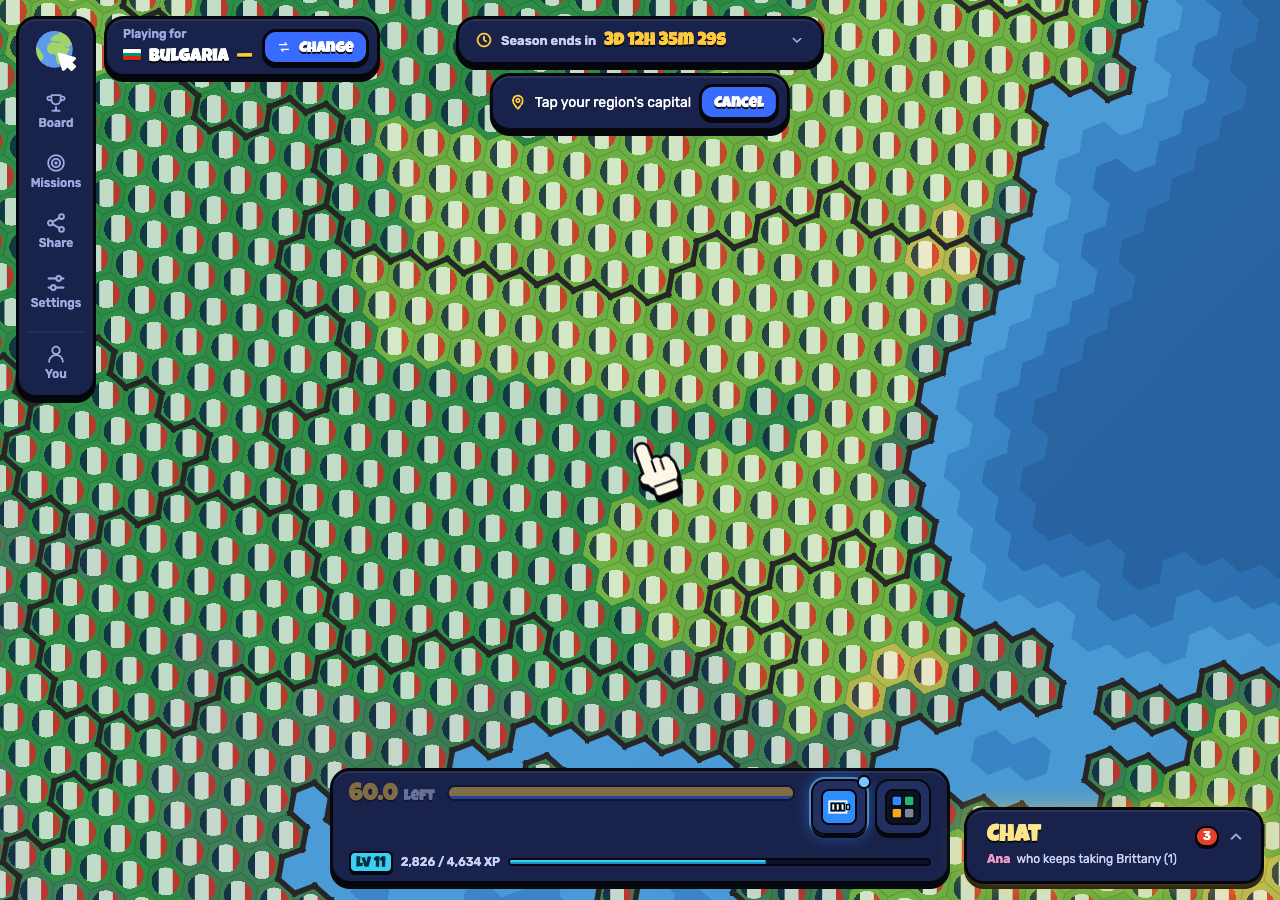 Playing for
BULGARIA
CHANGE
Season ends in 3D 12H 35M 29S
Tap your region's capital
CANCEL
Board
Missions
Share
Settings
You
60.0 LEFT
LV 11
2,826 / 4,634 XP
CHAT
3
Ana who keeps taking Brittany (1)